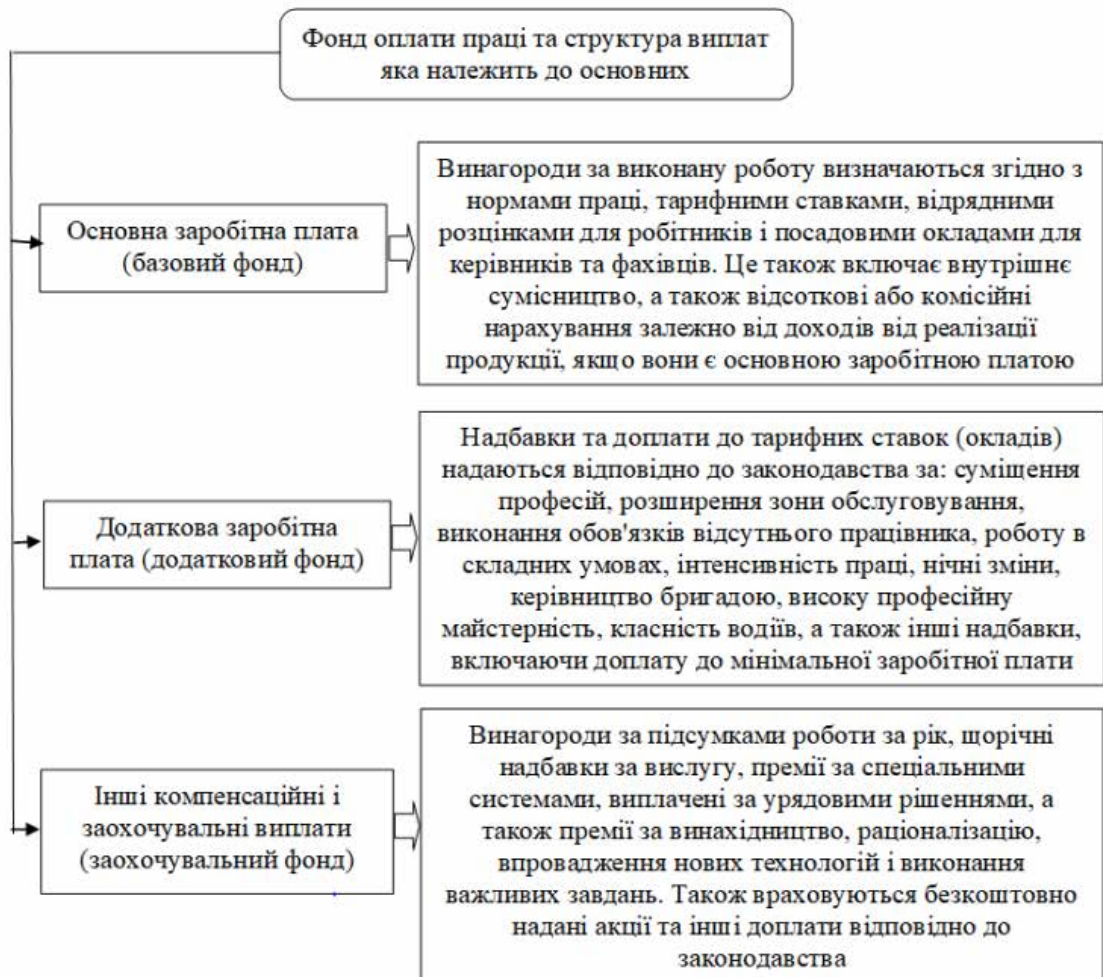 Фонд оплати праці та структура виплат
яка належить до основних
Основна заробітна плата
(базовий фонд)
Винагороди за виконану роботу визначаються згідно з
нормами праці, тарифними ставками, відрядними
розцінками для робітників і посадовими окладами для
керівників та фахівців. Це також включає внутрішнє
сумісництво, а також відсоткові або комісійні
нарахування залежно від доходів від реалізації
продукції, якщо вони є основною заробітною платою
Додаткова заробітна
плата (додатковий фонд)
Надбавки та доплати до тарифних ставок (окладів)
надаються відповідно до законодавства за: суміщення
професій, розширення зони обслуговування,
виконання обов'язків відсутнього працівника, роботу в
складних умовах, інтенсивність праці, нічні зміни,
керівництво бригадою, високу професійну
майстерність, класність водіїв, а також інші надбавки,
включаючи доплату до мінімальної заробітної плати
Інші компенсаційні і
заохочувальні виплати
(заохочувальний фонд)
Винагороди за підсумками роботи за рік, щорічні
надбавки за вислугу, премії за спеціальними
системами, виплачені за урядовими рішеннями, а
також премії за винахідництво, раціоналізацію,
впровадження нових технологій і виконання
важливих завдань. Також враховуються безкоштовно
надані акції та інші доплати відповідно до
законодавства